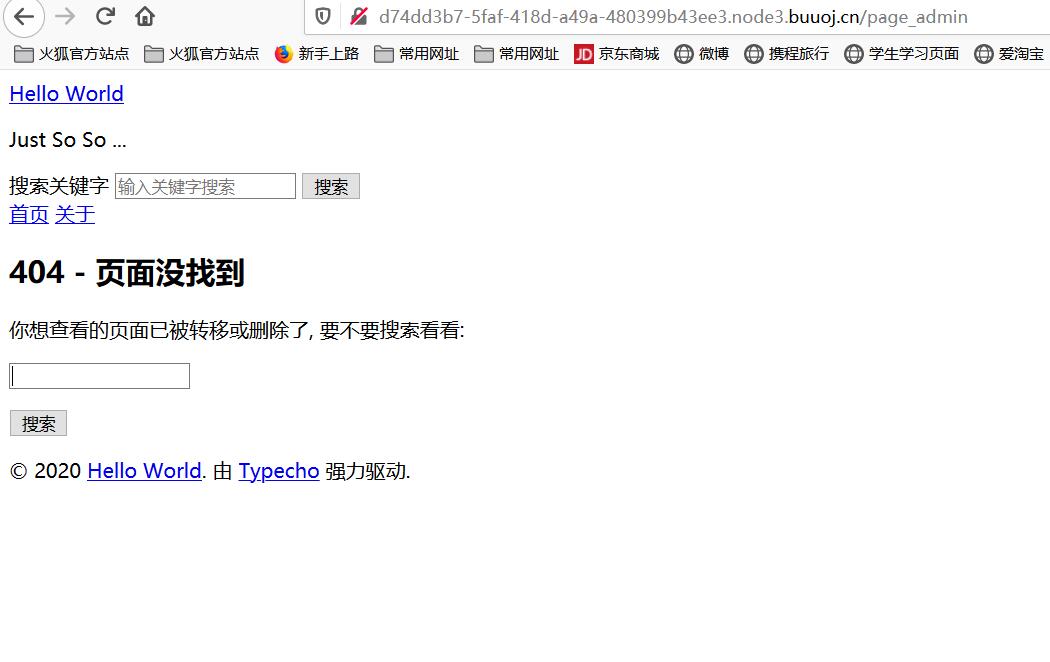 d74dd3b7-5faf-418d-a49a-480399b43ee3.node3.buuoj.cn/page_admin
火狐官方站点 火狐官方站点 新手上路 常用网址 常用网址 JD 京东商城 微博 携程旅行 学生学习页面 爱淘宝
Hello World
Just So So ...
搜索关键字 输入关键字搜索 搜索
首页 关于
404 - 页面没找到
你想查看的页面已被转移或删除了, 要不要搜索看看:
搜索
© 2020 Hello World. 由 Typecho 强力驱动.